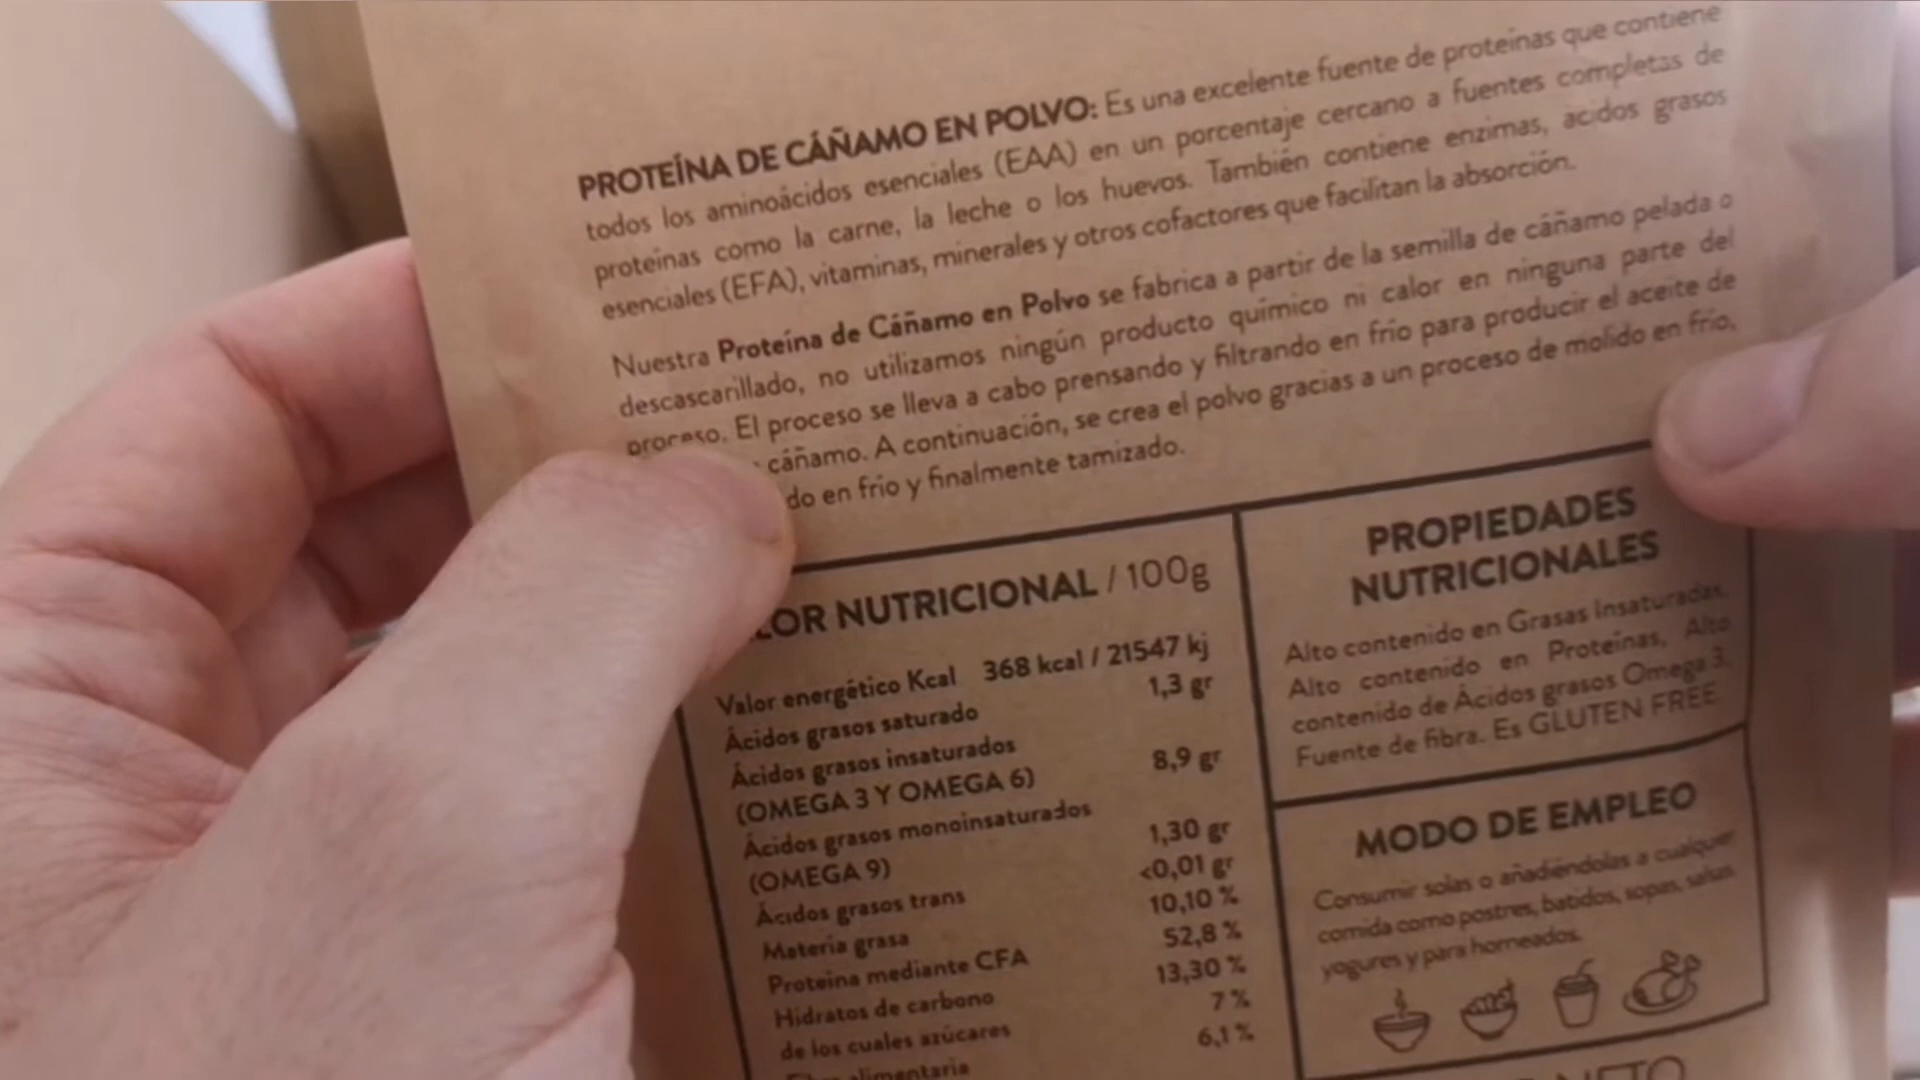 PROTEÍNA DE CÁÑAMO EN POLVO: Es una excelente fuente de proteínas que contiene
todos los aminoácidos esenciales (EAA) en un porcentaje cercano a fuentes completas de
proteínas como la carne, la leche o los huevos. También contiene enzimas, ácidos grasos
esenciales (EFA), vitaminas, minerales y otros cofactores que facilitan la absorción.
Nuestra Proteína de Cáñamo en Polvo se fabrica a partir de la semilla de cáñamo pelada o
descascarillado, no utilizamos ningún producto químico ni calor en ninguna parte del
proceso. El proceso se lleva a cabo prensando y filtrando en frío para producir el aceite de
cáñamo. A continuación, se crea el polvo gracias a un proceso de molido en frío,
do en frío y finalmente tamizado.
LOR NUTRICIONAL / 100g
Valor energético Kcal 368 kcal / 21547 kj
Ácidos grasos saturado 1,3 gr
Ácidos grasos insaturados
(OMEGA 3 Y OMEGA 6) 8,9 gr
Ácidos grasos monoinsaturados
(OMEGA 9) 1,30 gr
Ácidos grasos trans <0,01 gr
Materia grasa 10,10 %
Proteína mediante CFA 52,8 %
Hidratos de carbono 13,30 %
de los cuales azúcares 7 %
alimentaria 6,1 %
PROPIEDADES
NUTRICIONALES
Alto contenido en Grasas Insaturadas,
Alto contenido en Proteínas, Alto
contenido de Ácidos grasos Omega 3.
Fuente de fibra. Es GLUTEN FREE
MODO DE EMPLEO
Consumir solas o añadiéndolas a cualquier
comida como postres, batidos, sopas, salsas
yogures y para horneados.